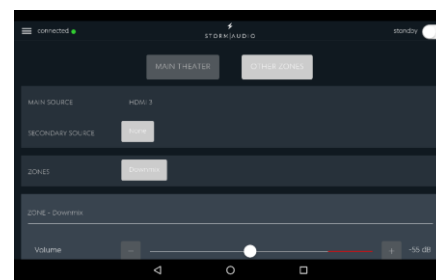 connected
STORM|AUDIO
standby
MAIN THEATER
OTHER ZONES
MAIN SOURCE
HDMI 3
SECONDARY SOURCE
None
ZONES
Downmix
ZONE - Downmix
Volume
-
+
-55 dB